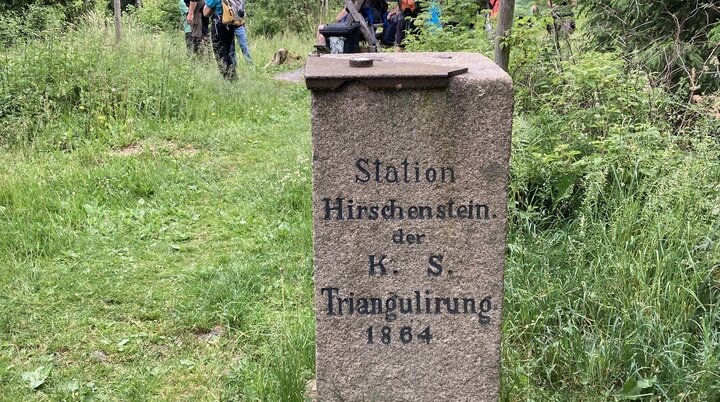 Station
Hirschenstein.
der
K. S.
Triangulirung
1864